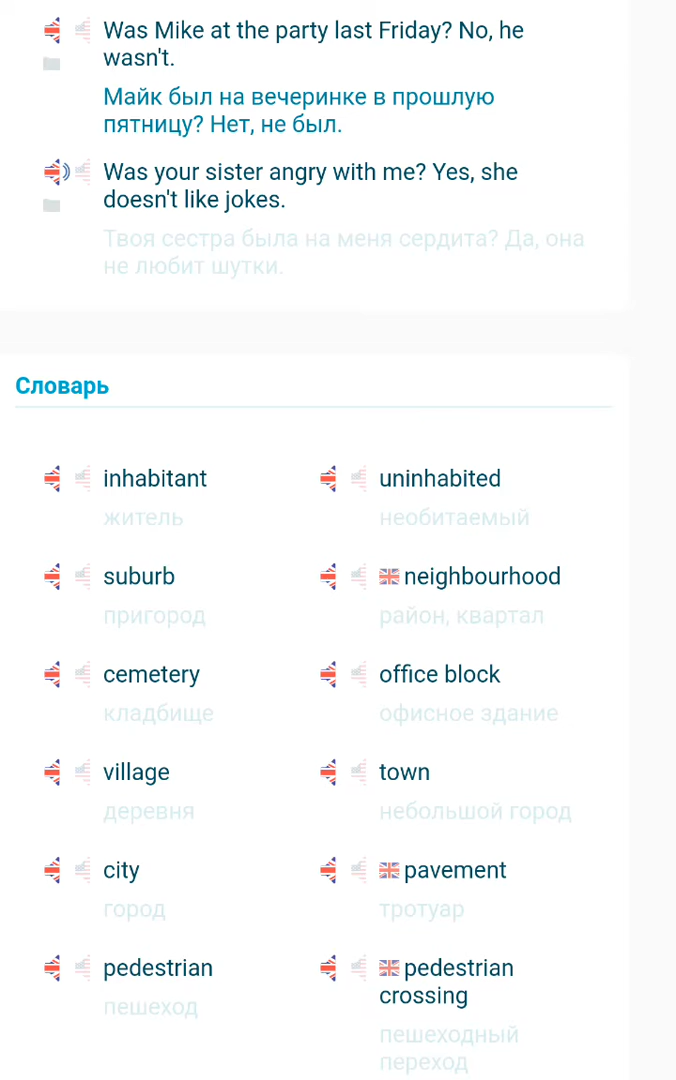 Was Mike at the party last Friday? No, he
wasn't.
Майк был на вечеринке в прошлую
пятницу? Нет, не был.
Was your sister angry with me? Yes, she
doesn't like jokes.
Твоя сестра была на меня сердита? Да, она
не любит шутки.
Словарь
inhabitant
житель
uninhabited
необитаемый
suburb
пригород
neighbourhood
район, квартал
cemetery
кладбище
office block
офисное здание
village
деревня
town
небольшой город
city
город
pavement
тротуар
pedestrian
пешеход
pedestrian
crossing
пешеходный
переход